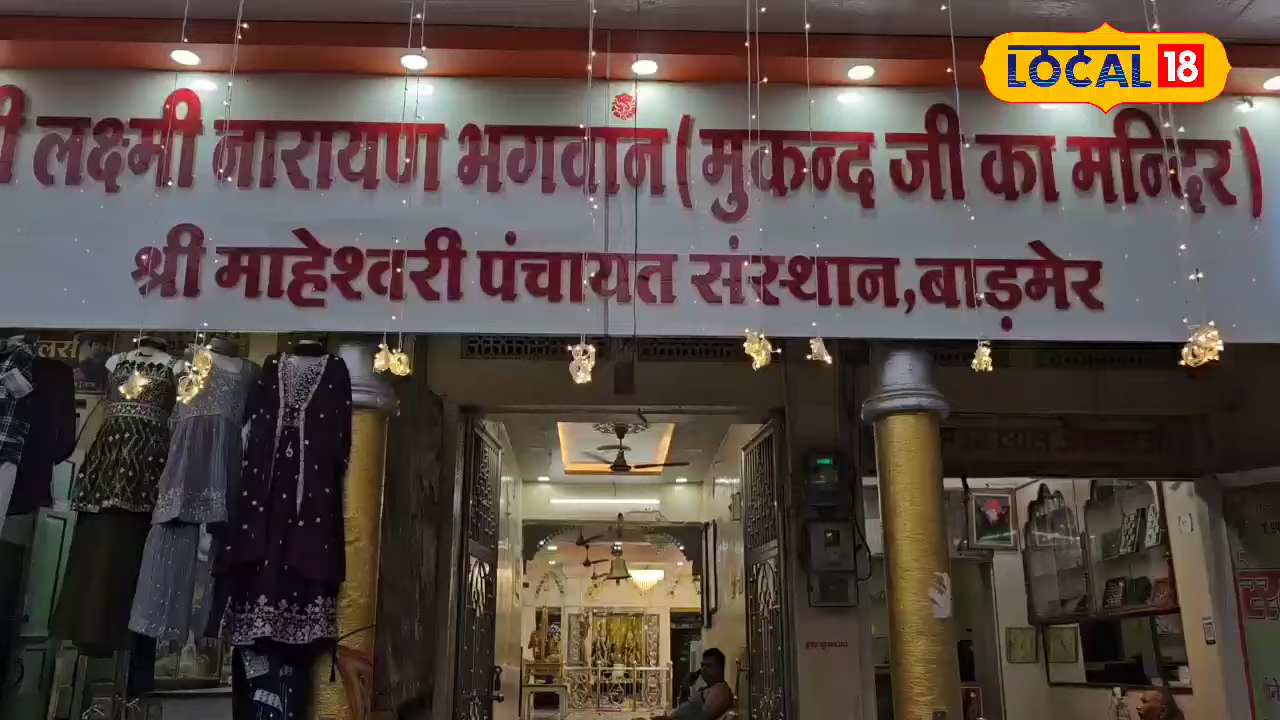 LOCAL 18
श्री लक्ष्मी नारायण भगवान (मुकन्द जी का मन्दिर)
श्री माहेश्वरी पंचायत संस्थान, बाड़मेर